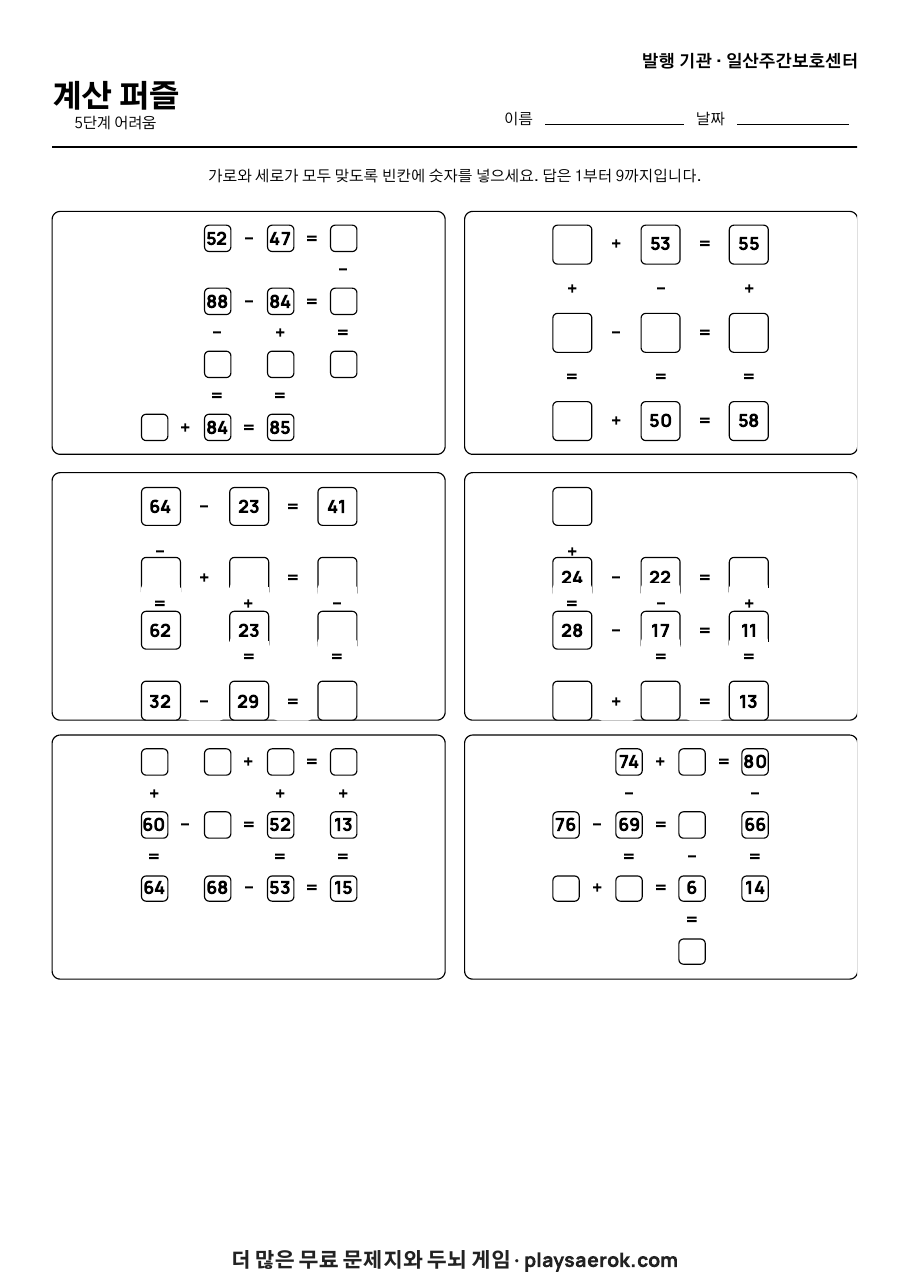 발행 기관 · 일산주간보호센터
계산 퍼즐
5단계 어려움
이름 날짜
가로와 세로가 모두 맞도록 빈칸에 숫자를 넣으세요. 답은 1부터 9까지입니다.
52 - 47 =
-
88 - 84 =
- + =
= =
+ 84 = 85
+ 53 = 55
+ - +
- =
= = =
+ 50 = 58
64 - 23 = 41
-
+ =
= + -
62 23
= =
32 - 29 =
+
24 - 22 =
= - +
28 - 17 = 11
= =
+ = 13
+ =
+ + +
60 - = 52 13
= = =
64 68 - 53 = 15
74 + = 80
- -
76 - 69 = 66
= - =
+ = 6 14
=
더 많은 무료 문제지와 두뇌 게임 · playsaerok.com